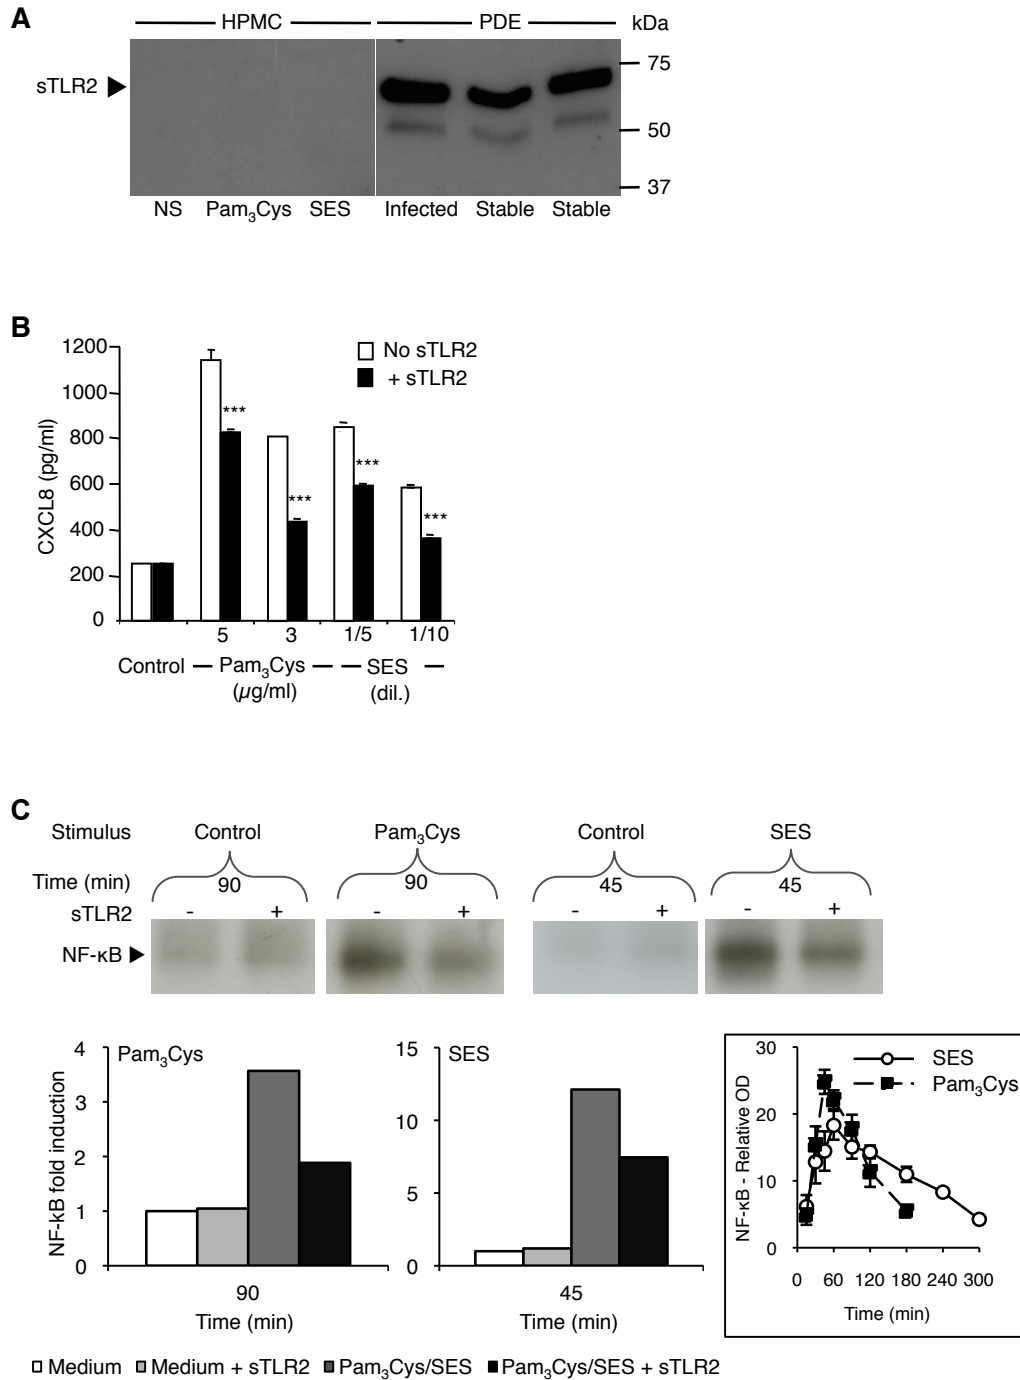 A
HPMC PDE kDa
sTLR2
75
50
37
NS Pam3Cys SES Infected Stable Stable
B
1200
1000
800
600
400
200
0
CXCL8 (pg/ml)
No sTLR2
+ sTLR2
***
***
***
***
5 3 1/5 1/10
Control Pam3Cys SES
(µg/ml) (dil.)
C
Stimulus Control Pam3Cys Control SES
Time (min) 90 90 45 45
sTLR2 - + - + - + - +
NF-κB
4
3
2
1
0
NF-kB fold induction
Pam3Cys
90
Time (min)
15
10
5
0
SES
45
Time (min)
30
20
10
0
NF-κB - Relative OD
SES
Pam3Cys
0 60 120 180 240 300
Time (min)
Medium Medium + sTLR2 Pam3Cys/SES Pam3Cys/SES + sTLR2